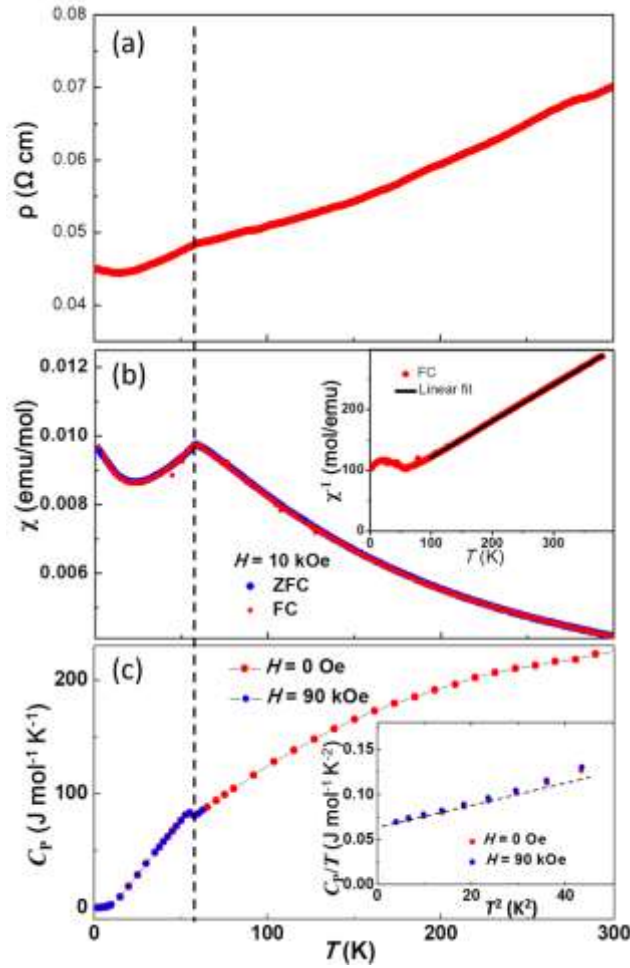 0.08
(a)
0.07
0.06
0.05
0.04
ρ (Ω cm)
(b)
0.012
0.010
0.008
0.006
χ (emu/mol)
H = 10 kOe
ZFC
FC
FC
Linear fit
200
100
0
0 100 200 300
χ⁻¹ (mol/emu)
T (K)
(c)
200
100
0
C_P (J mol⁻¹ K⁻¹)
H = 0 Oe
H = 90 kOe
0.15
0.10
0.05
0.00
0 20 40
C_P/T (J mol⁻¹ K⁻²)
H = 0 Oe
H = 90 kOe
T² (K²)
0 100 200 300
T (K)